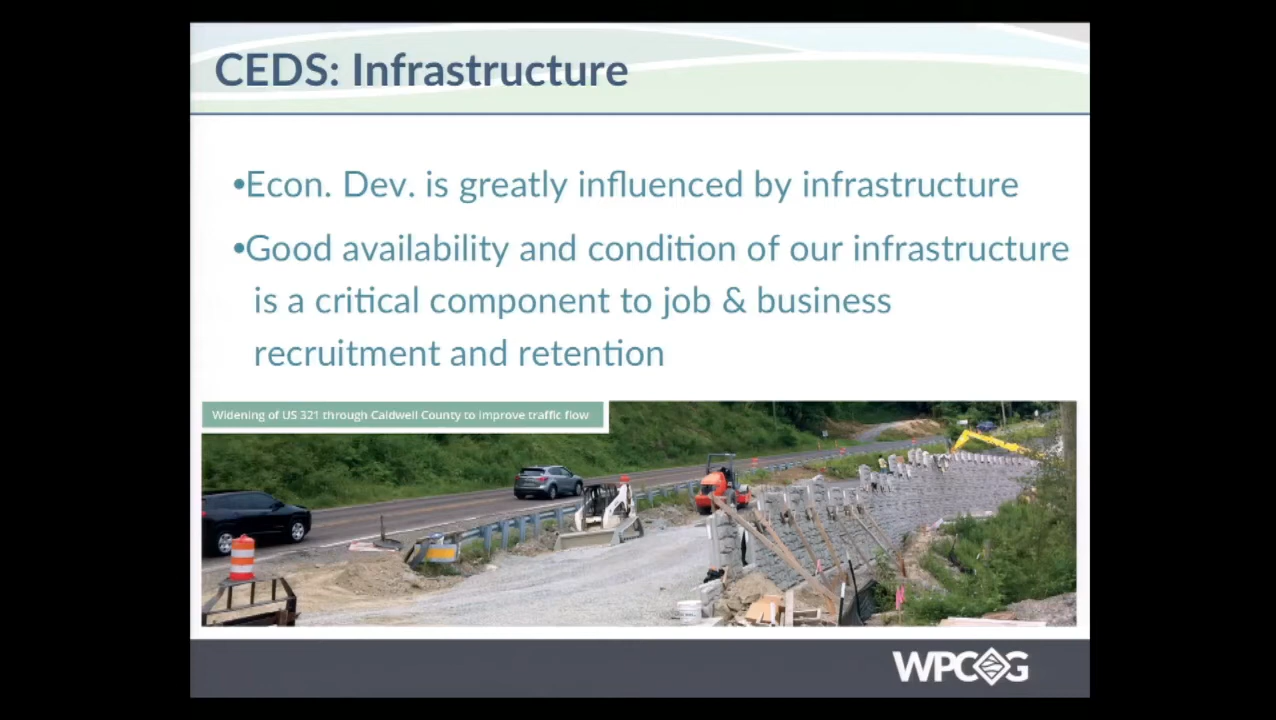 CEDS: Infrastructure
•Econ. Dev. is greatly influenced by infrastructure
•Good availability and condition of our infrastructure
is a critical component to job & business
recruitment and retention
Widening of US 321 through Caldwell County to improve traffic flow
WPCOG